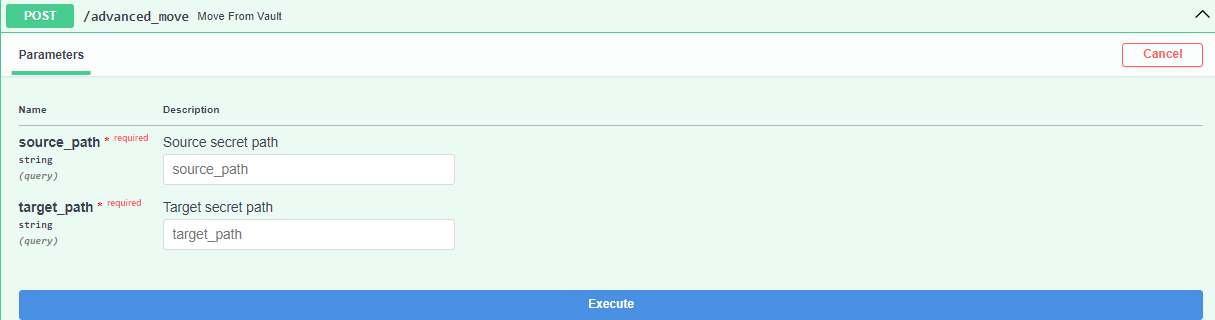 POST /advanced_move Move From Vault
Parameters
Cancel
Name Description
source_path * required Source secret path
string
source_path
(query)
target_path * required Target secret path
string
target_path
(query)
Execute